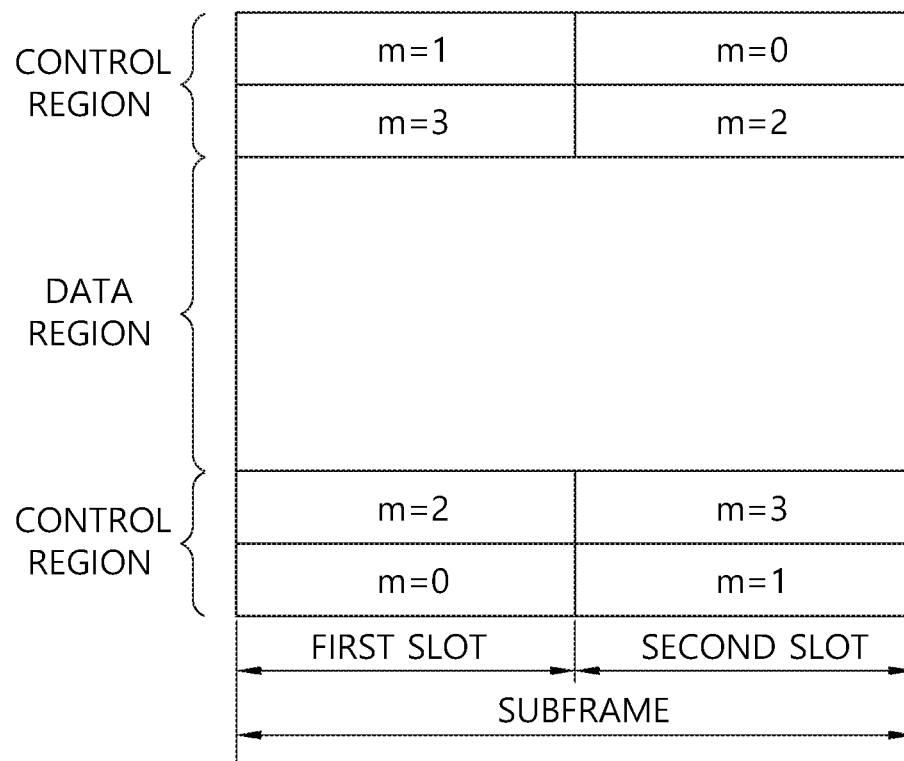 CONTROL
REGION
m=1 m=0
m=3 m=2
DATA
REGION
CONTROL
REGION
m=2 m=3
m=0 m=1
FIRST SLOT SECOND SLOT
SUBFRAME